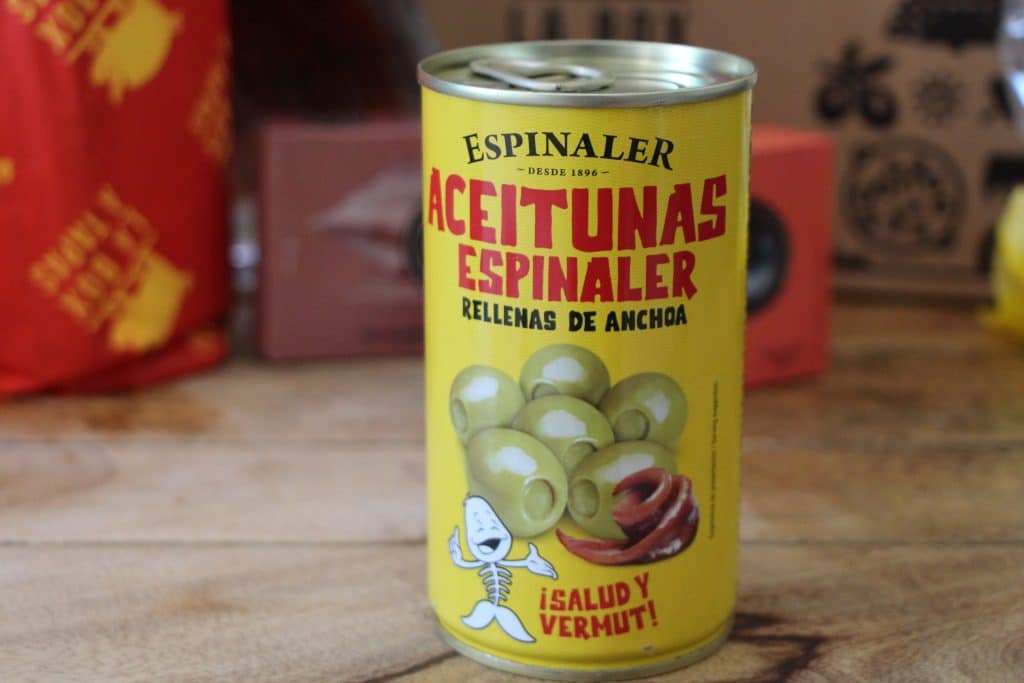 ESPINALER
- DESDE 1896 -
ACEITUNAS
ESPINALER
RELLENAS DE ANCHOA
¡SALUD Y
VERMUT!